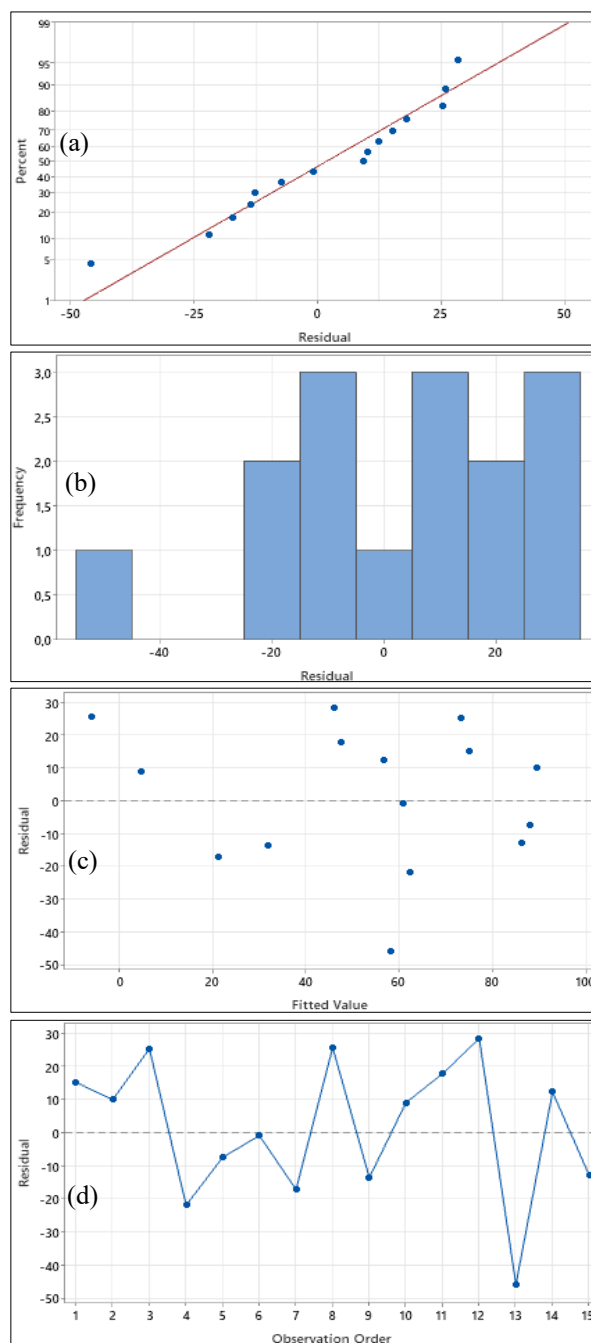 99
95
90
80
70
60
50
40
30
20
10
5
1
Percent
(a)
-50 -25 0 25 50
Residual
3,0
2,5
2,0
1,5
1,0
0,5
0,0
Frequency
(b)
-40 -20 0 20
Residual
30
20
10
0
-10
-20
-30
-40
-50
Residual
(c)
0 20 40 60 80 100
Fitted Value
30
20
10
0
-10
-20
-30
-40
-50
Residual
(d)
1 2 3 4 5 6 7 8 9 10 11 12 13 14 15
Observation Order